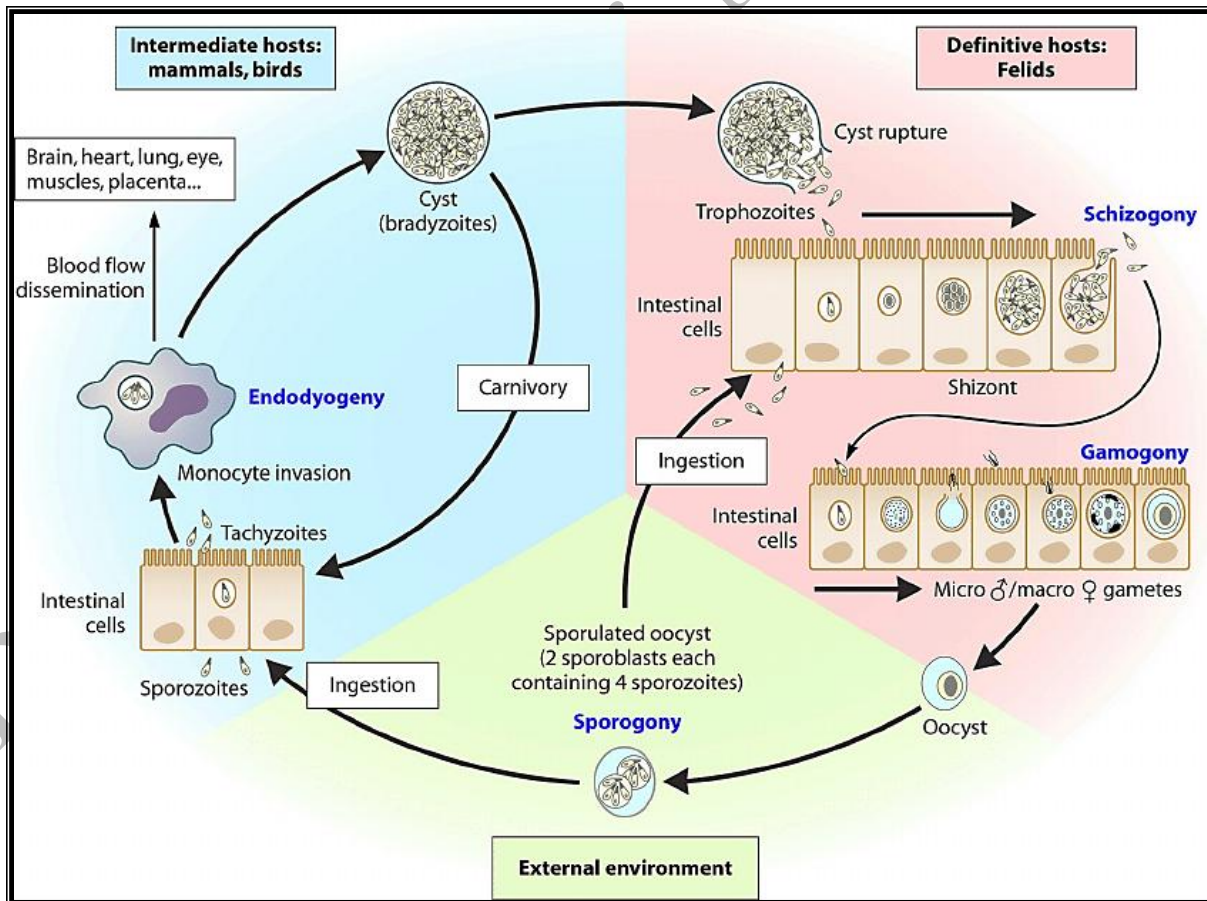 Intermediate hosts:
mammals, birds
Definitive hosts:
Felids
Brain, heart, lung, eye,
muscles, placenta...
Cyst
(bradyzoites)
Cyst rupture
Trophozoites
Schizogony
Blood flow
dissemination
Intestinal
cells
Shizont
Endodyogeny
Carnivory
Monocyte invasion
Ingestion
Gamogony
Tachyzoites
Intestinal
cells
Intestinal
cells
Micro ♂/macro ♀ gametes
Sporozoites
Ingestion
Sporulated oocyst
(2 sporoblasts each
containing 4 sporozoites)
Sporogony
Oocyst
External environment